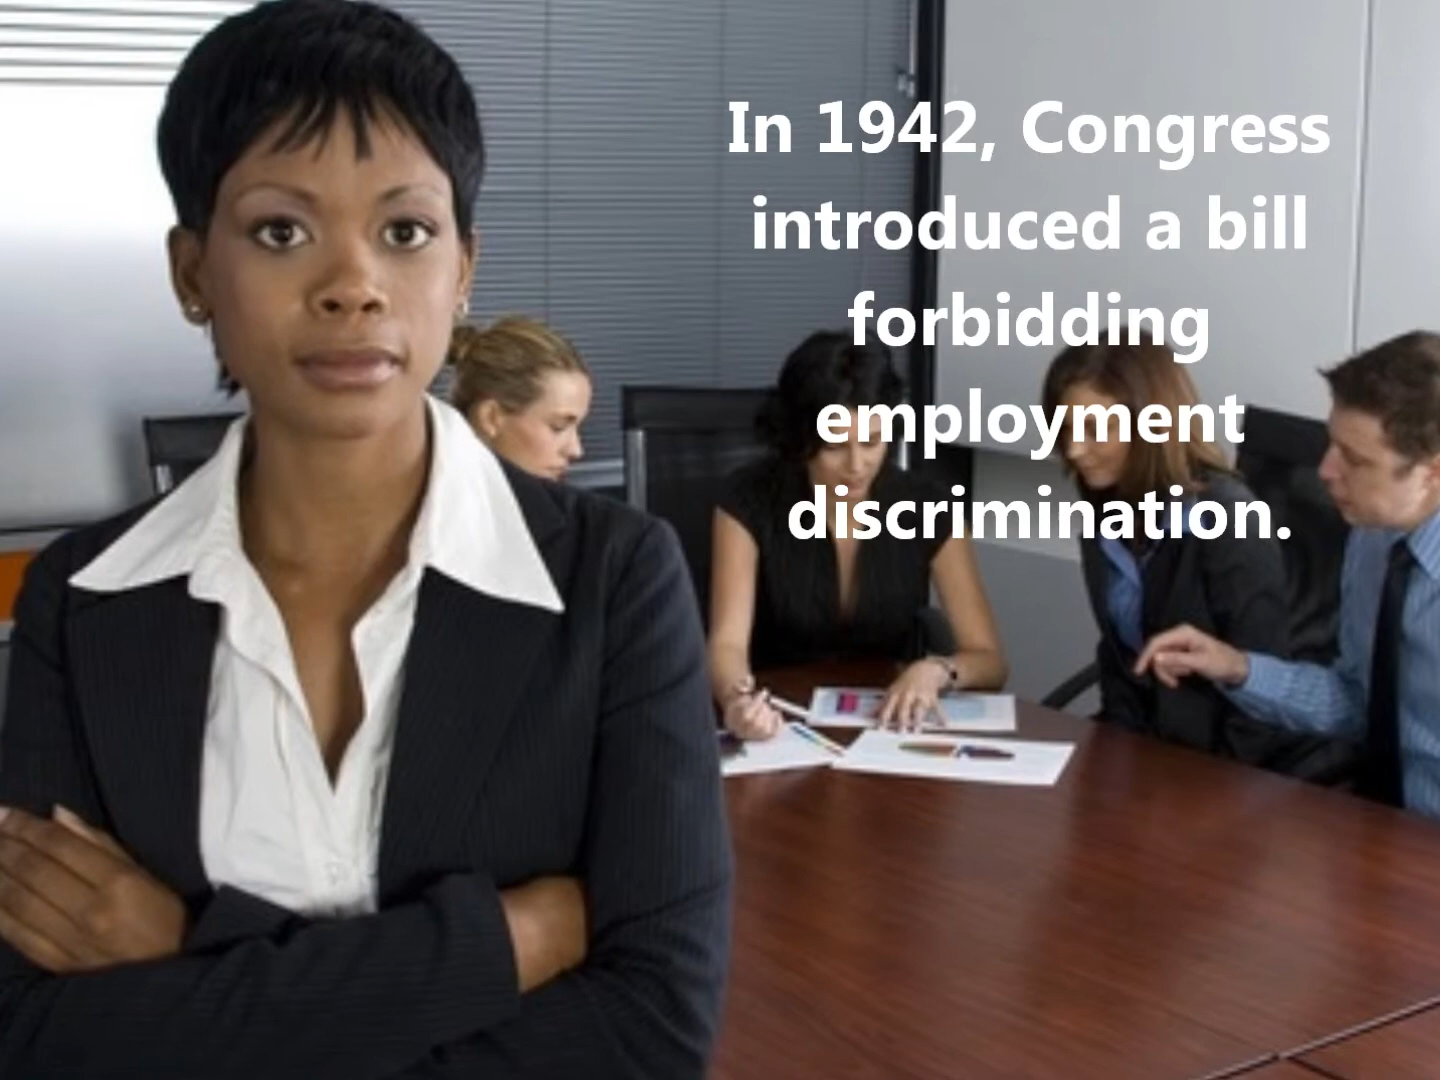 In 1942, Congress
introduced a bill
forbidding
employment
discrimination.